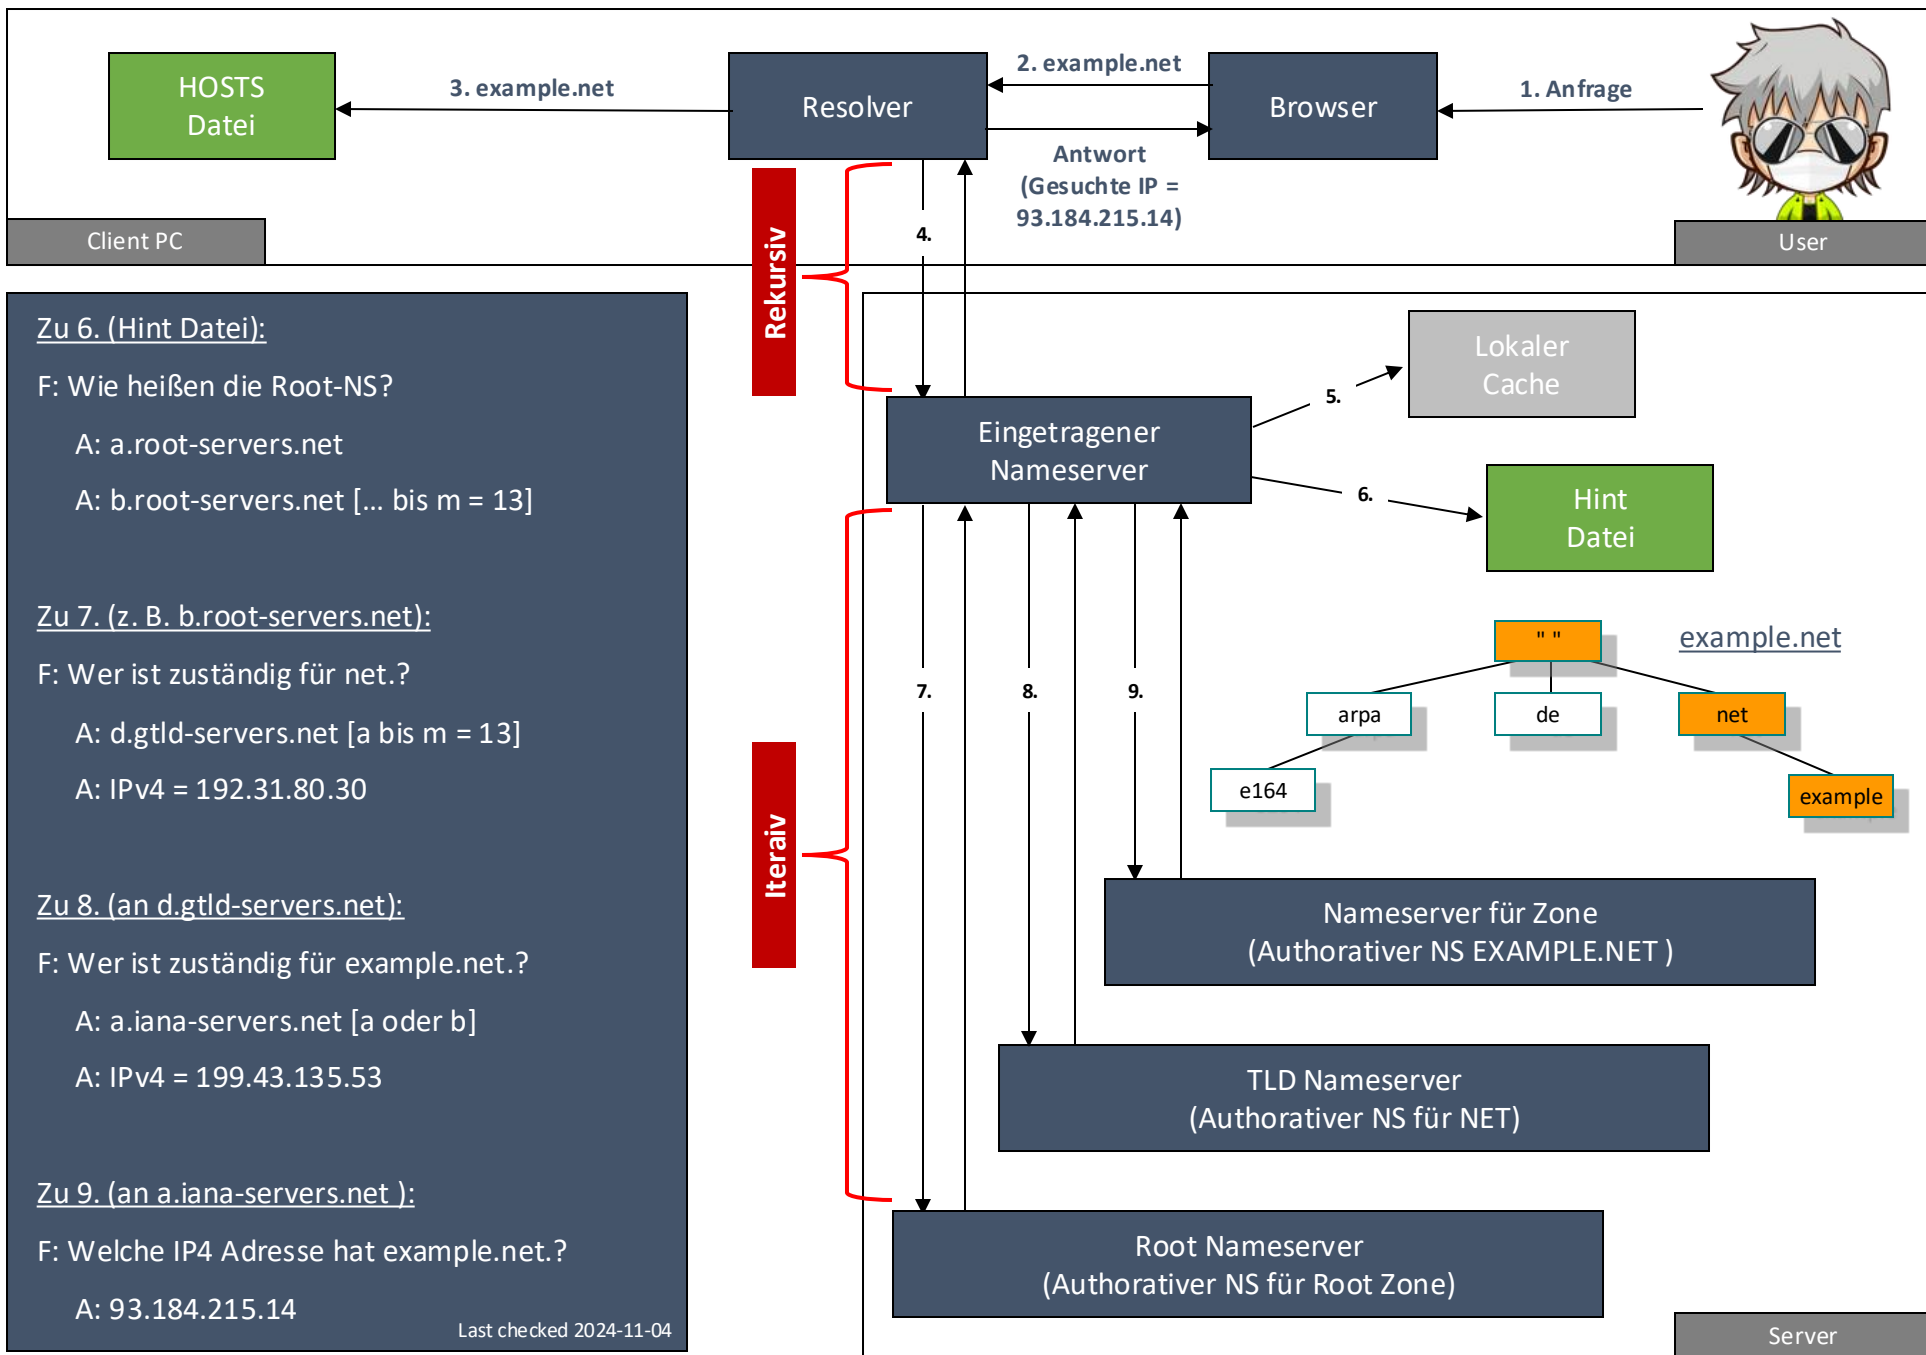 HOSTS
Datei
3. example.net
Resolver
2. example.net
Antwort
(Gesuchte IP =
93.184.215.14)
Browser
1. Anfrage
Client PC
User
4.
Rekursiv
Zu 6. (Hint Datei):
F: Wie heißen die Root-NS?
A: a.root-servers.net
A: b.root-servers.net [... bis m = 13]
Zu 7. (z. B. b.root-servers.net):
F: Wer ist zuständig für net.?
A: d.gtld-servers.net [a bis m = 13]
A: IPv4 = 192.31.80.30
Zu 8. (an d.gtld-servers.net):
F: Wer ist zuständig für example.net.?
A: a.iana-servers.net [a oder b]
A: IPv4 = 199.43.135.53
Zu 9. (an a.iana-servers.net ):
F: Welche IP4 Adresse hat example.net.?
A: 93.184.215.14
Last checked 2024-11-04
Iteraiv
Eingetragener
Nameserver
5.
Lokaler
Cache
6.
Hint
Datei
7.
8.
9.
" "
example.net
arpa
de
net
e164
example
Nameserver für Zone
(Authorativer NS EXAMPLE.NET )
TLD Nameserver
(Authorativer NS für NET)
Root Nameserver
(Authorativer NS für Root Zone)
Server